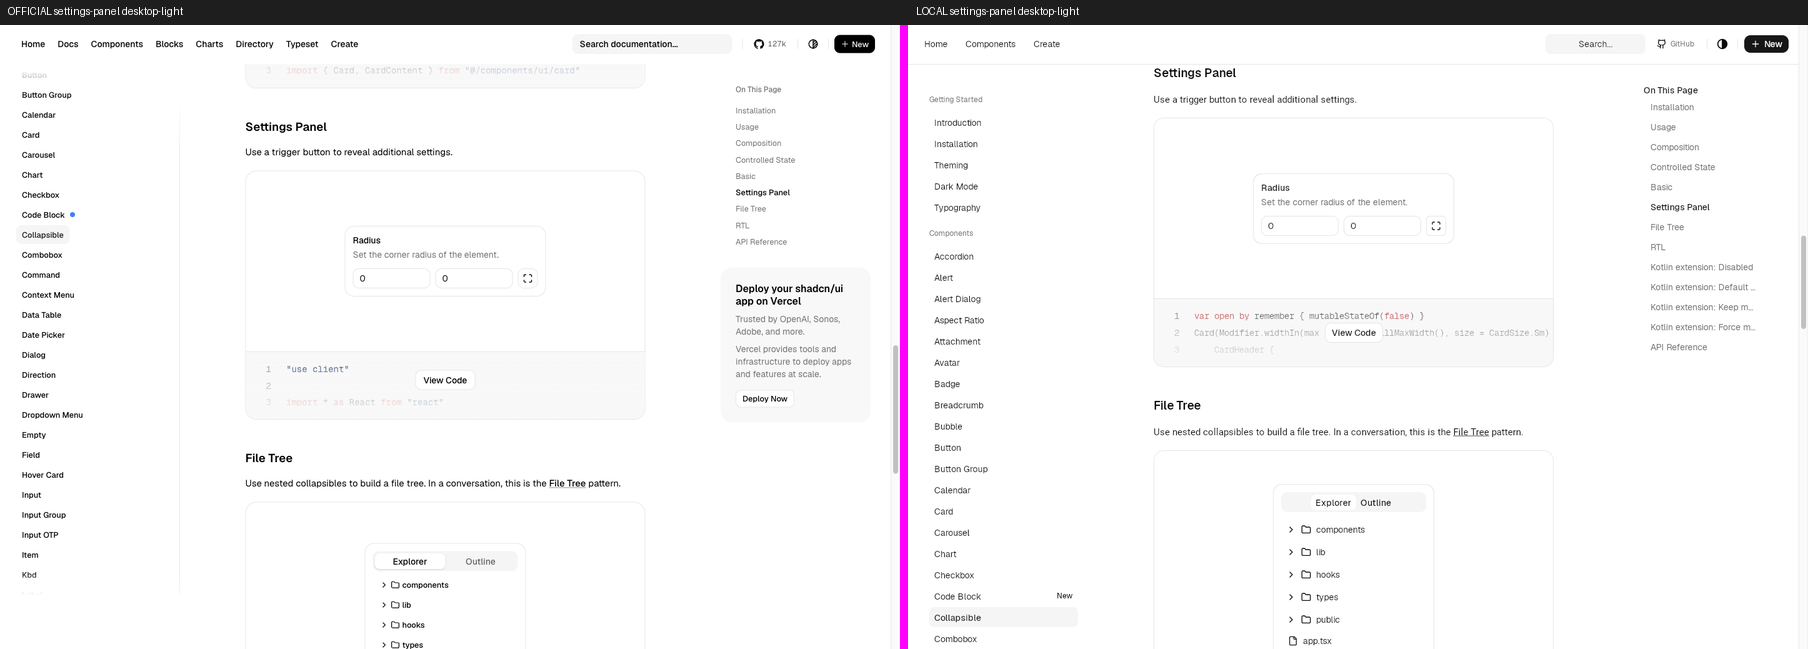 OFFICIAL settings-panel desktop-light
Home Docs Components Blocks Charts Directory Typeset Create
Search documentation...
127k
+ New
Button
Button Group
Calendar
Card
Carousel
Chart
Checkbox
Code Block
Collapsible
Combobox
Command
Context Menu
Data Table
Date Picker
Dialog
Direction
Drawer
Dropdown Menu
Empty
Field
Hover Card
Input
Input Group
Input OTP
Item
Kbd
3 import { Card, CardContent } from "@/components/ui/card"
Settings Panel
Use a trigger button to reveal additional settings.
Radius
Set the corner radius of the element.
0 0
1 "use client"
2
View Code
3 import * as React from "react"
File Tree
Use nested collapsibles to build a file tree. In a conversation, this is the File Tree pattern.
Explorer Outline
components
lib
hooks
types
On This Page
Installation
Usage
Composition
Controlled State
Basic
Settings Panel
File Tree
RTL
API Reference
Deploy your shadcn/ui
app on Vercel
Trusted by OpenAI, Sonos,
Adobe, and more.
Vercel provides tools and
infrastructure to deploy apps
and features at scale.
Deploy Now
LOCAL settings-panel desktop-light
Home Components Create
Search...
GitHub
+ New
Getting Started
Introduction
Installation
Theming
Dark Mode
Typography
Components
Accordion
Alert
Alert Dialog
Aspect Ratio
Attachment
Avatar
Badge
Breadcrumb
Bubble
Button
Button Group
Calendar
Card
Carousel
Chart
Checkbox
Code Block New
Collapsible
Combobox
Settings Panel
Use a trigger button to reveal additional settings.
Radius
Set the corner radius of the element.
0 0
1 var open by remember { mutableStateOf(false) }
2 Card(Modifier.widthIn(max View Code allMaxWidth(), size = CardSize.Sm)
3 CardHeader {
File Tree
Use nested collapsibles to build a file tree. In a conversation, this is the File Tree pattern.
Explorer Outline
components
lib
hooks
types
public
app.tsx
On This Page
Installation
Usage
Composition
Controlled State
Basic
Settings Panel
File Tree
RTL
Kotlin extension: Disabled
Kotlin extension: Default ...
Kotlin extension: Keep m...
Kotlin extension: Force m...
API Reference